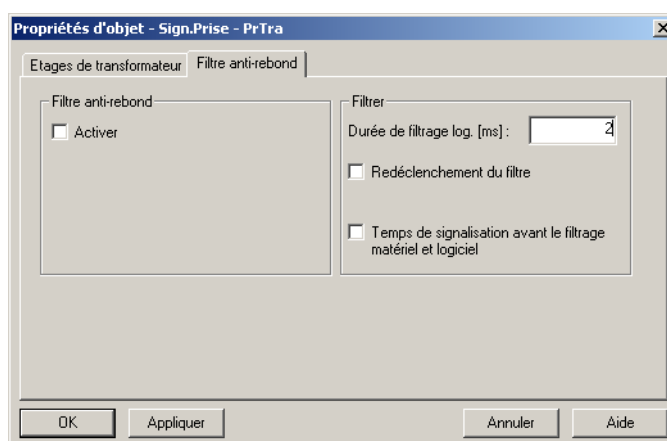 Propriétés d'objet - Sign.Prise - PrTra
Etages de transformateur Filtre anti-rebond
Filtre anti-rebond
Activer
Filtrer
Durée de filtrage log. [ms] : 2
Redéclenchement du filtre
Temps de signalisation avant le filtrage
matériel et logiciel
OK Appliquer Annuler Aide